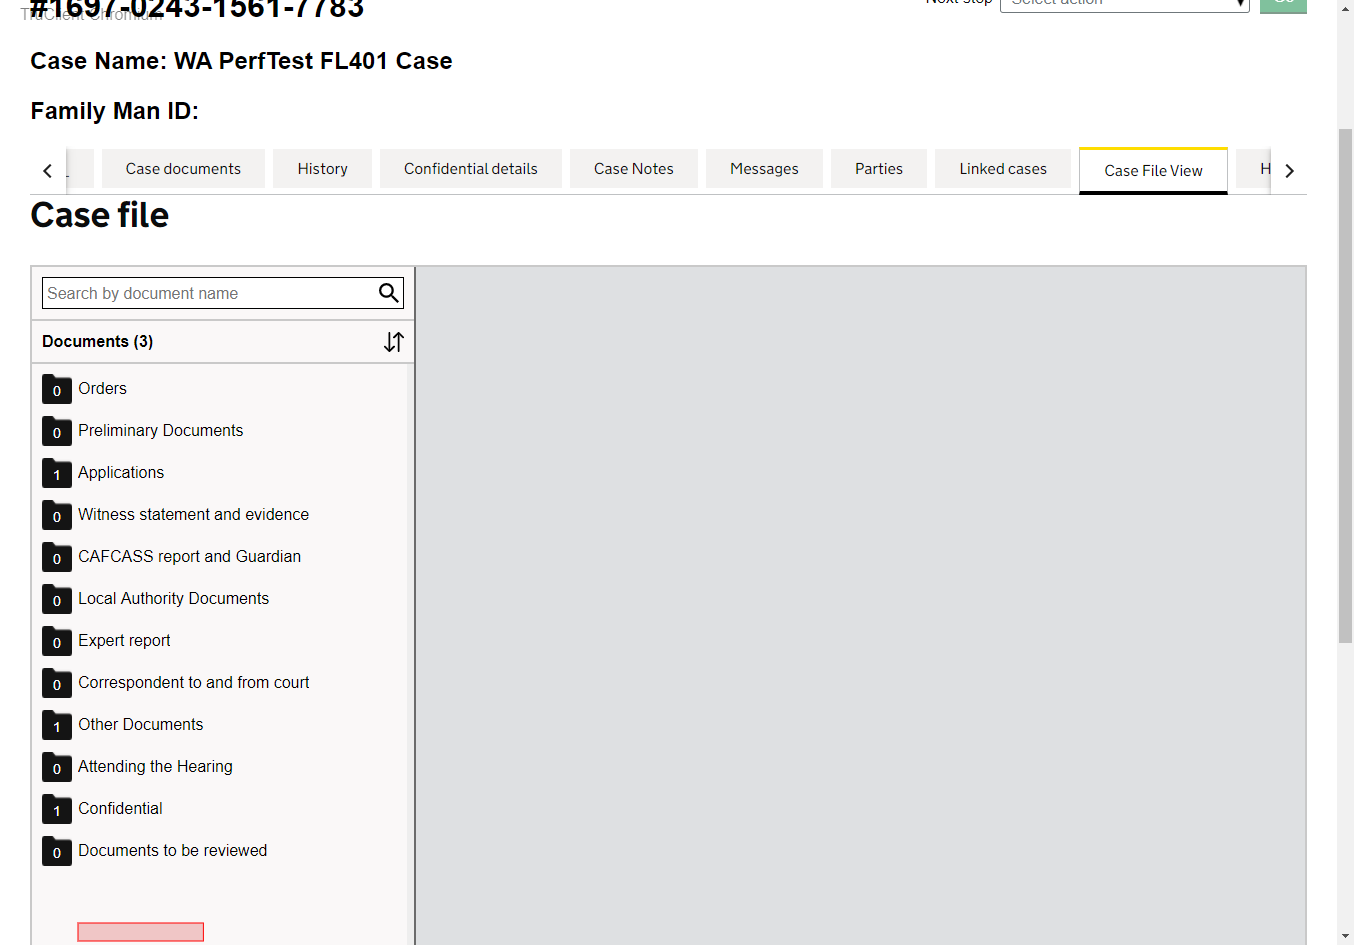 #1697-0243-1561-7783
TruClient Chromium
Next step
Select action
Go
Case Name: WA PerfTest FL401 Case
Family Man ID:
Case documents
History
Confidential details
Case Notes
Messages
Parties
Linked cases
Case File View
H
Case file
Search by document name
Documents (3)
0 Orders
0 Preliminary Documents
1 Applications
0 Witness statement and evidence
0 CAFCASS report and Guardian
0 Local Authority Documents
0 Expert report
0 Correspondent to and from court
1 Other Documents
0 Attending the Hearing
1 Confidential
0 Documents to be reviewed